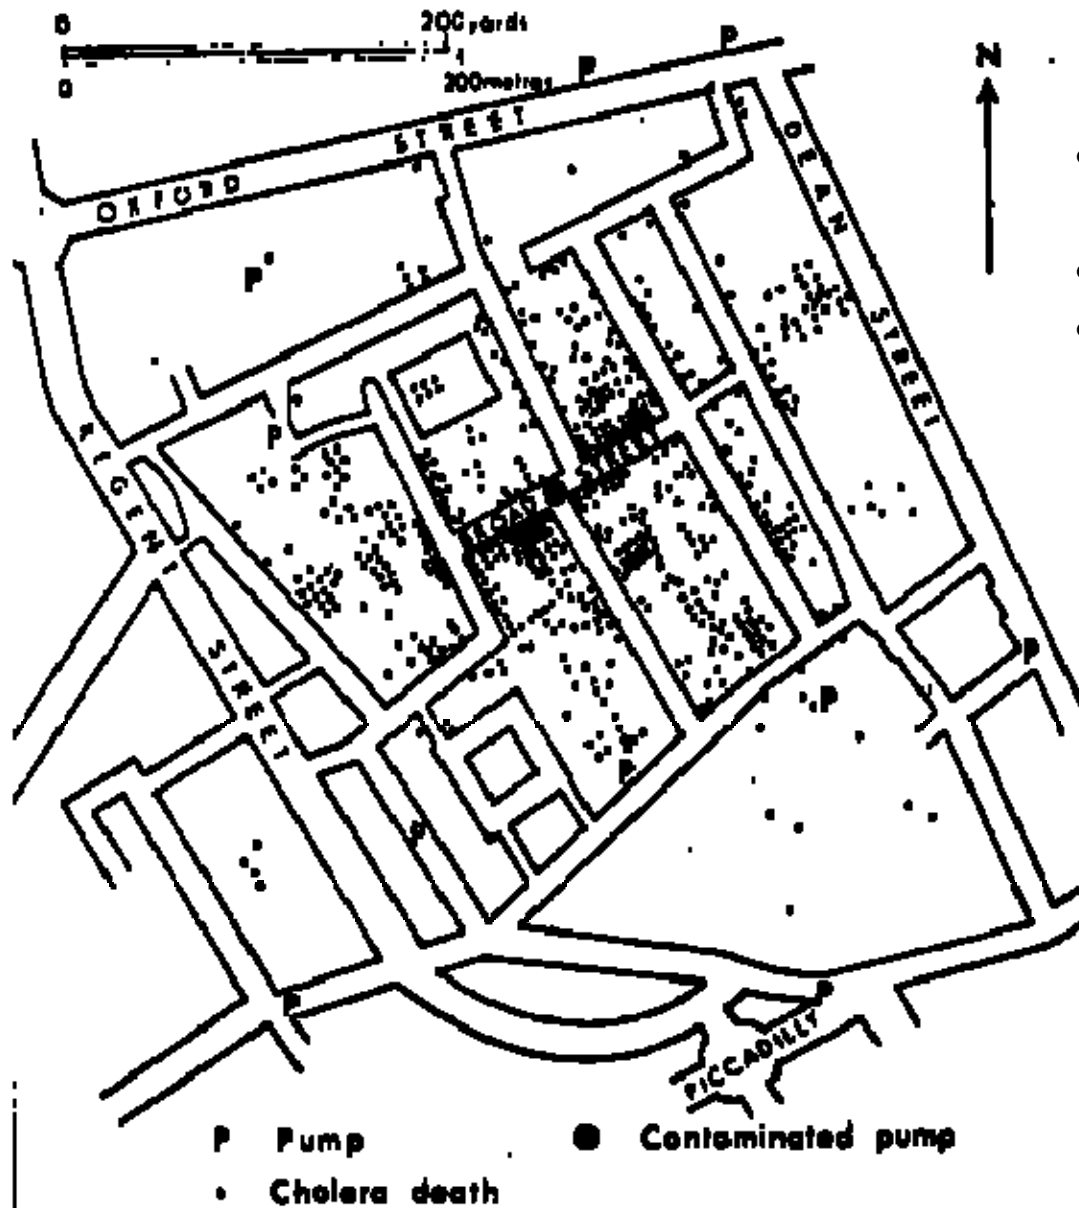 0 200 yards
0 200 metres
N
P
P
STREET
OXFORD
DEAN
STREET
P
P
REGENT
STREET
BROAD STREET
P
P
P
P
P
P
PICCADILLY
P Pump
Contaminated pump
Cholera death